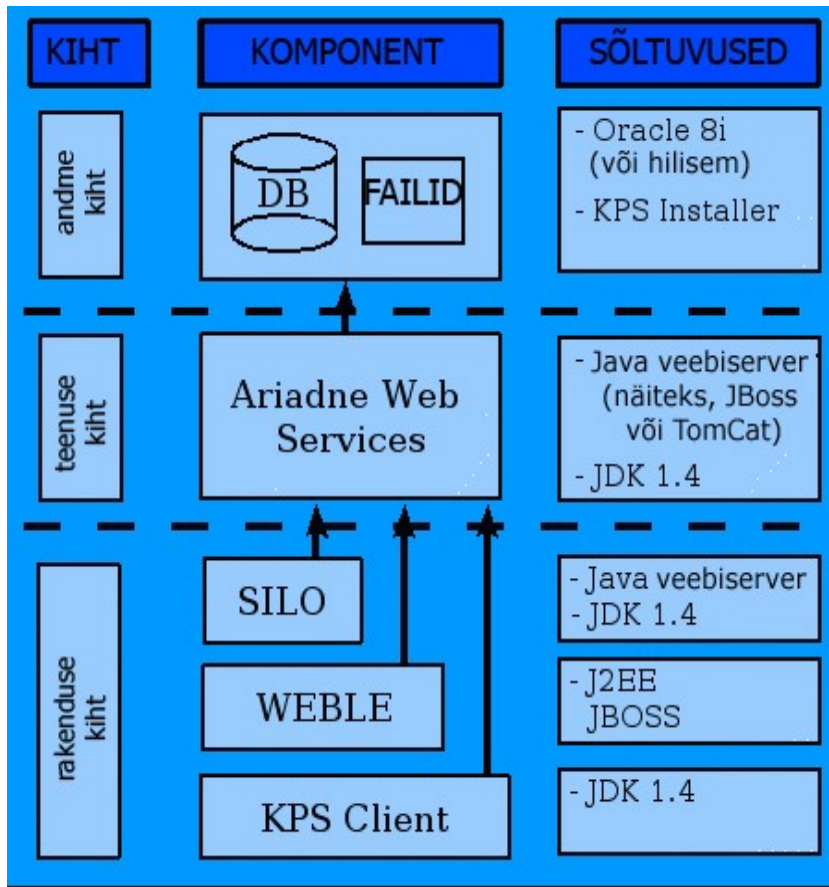 KIHT
KOMPONENT
SÕLTUVUSED
andme
kiht
DB
FAILID
- Oracle 8i
(või hilisem)
- KPS Installer
teenuse
kiht
Ariadne Web
Services
- Java veebiserver
(näiteks, JBoss
või TomCat)
- JDK 1.4
rakenduse
kiht
SILO
- Java veebiserver
- JDK 1.4
WEBLE
- J2EE
JBOSS
KPS Client
- JDK 1.4